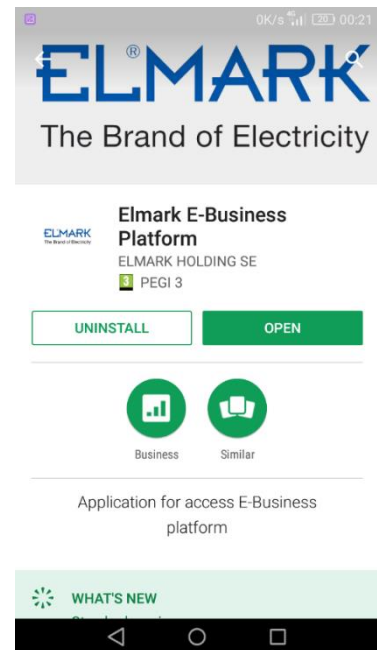 0K/s 4G 20 00:21
ELMARK®
The Brand of Electricity
ELMARK
The Brand of Electricity
Elmark E-Business
Platform
ELMARK HOLDING SE
3 PEGI 3
UNINSTALL OPEN
Business Similar
Application for access E-Business
platform
WHAT'S NEW